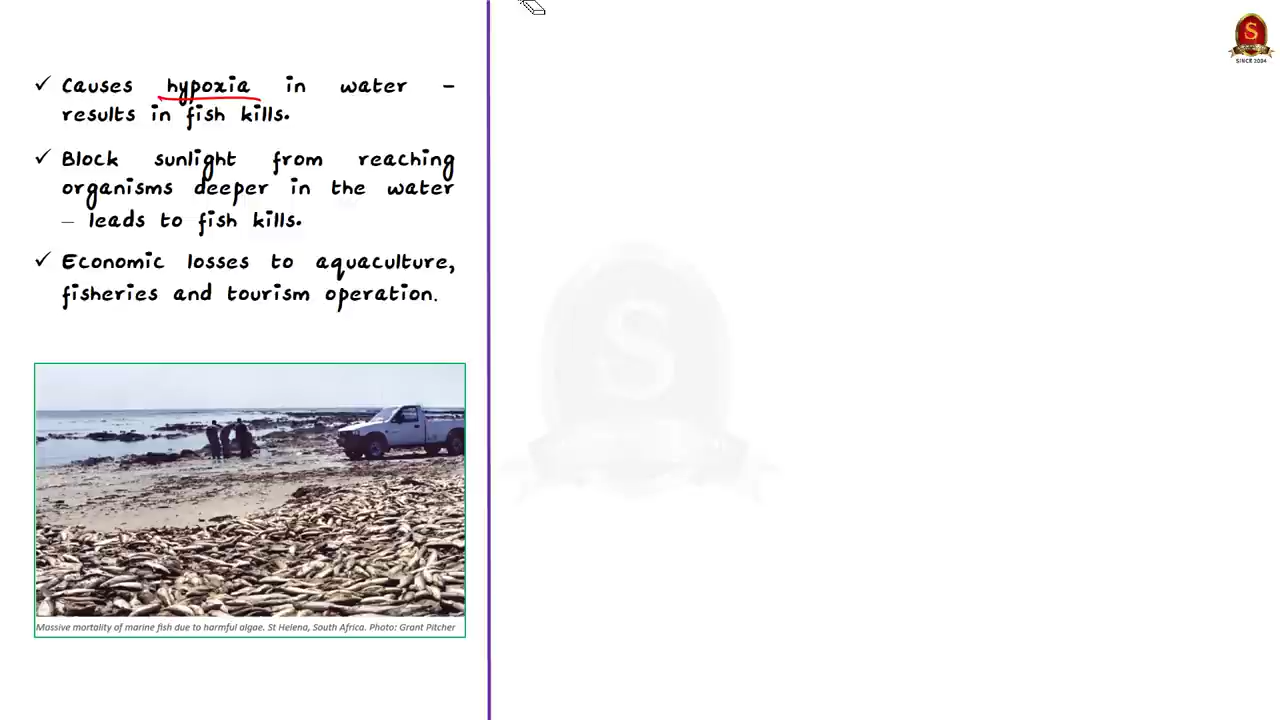 ✓ Causes hypoxia in water –
results in fish kills.
✓ Block sunlight from reaching
organisms deeper in the water
– leads to fish kills.
✓ Economic losses to aquaculture,
fisheries and tourism operation.
Massive mortality of marine fish due to harmful algae. St Helena, South Africa. Photo: Grant Pitcher
S
SINCE 2004
S